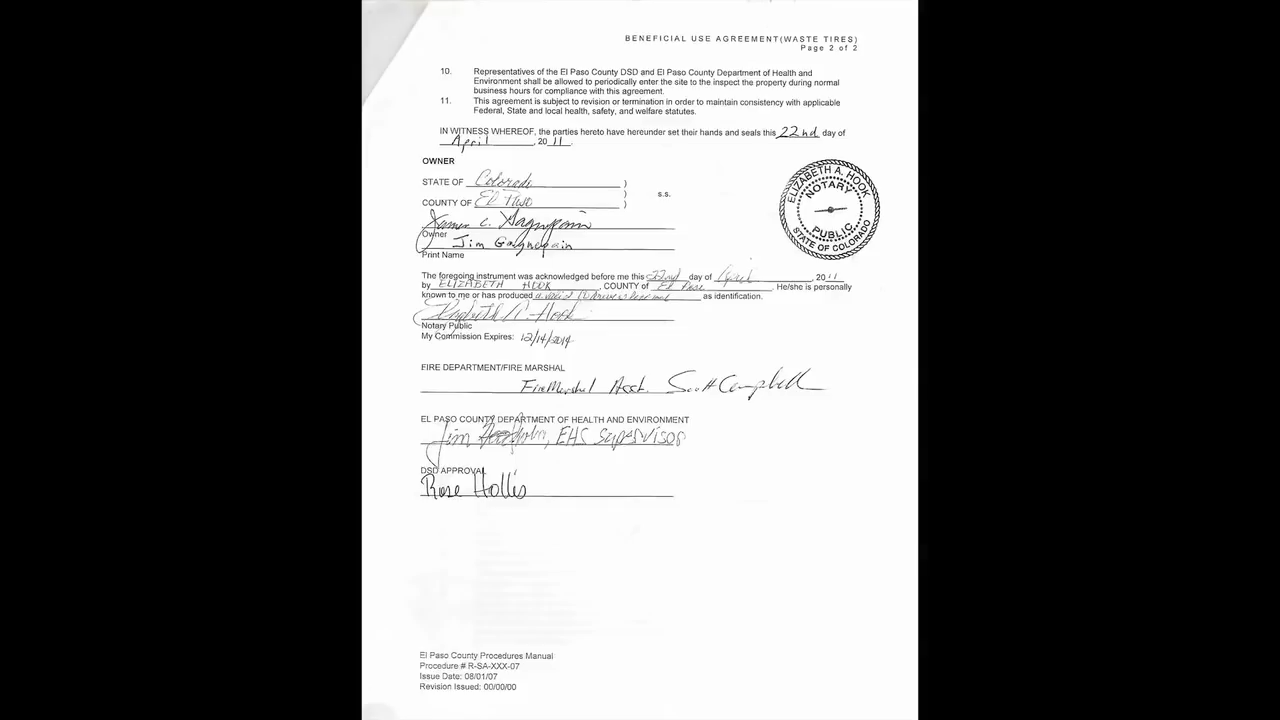 BENEFICIAL USE AGREEMENT(WASTE TIRES)
Page 2 of 2
10. Representatives of the El Paso County DSD and El Paso County Department of Health and
Environment shall be allowed to periodically enter the site to the inspect the property during normal
business hours for compliance with this agreement.
11. This agreement is subject to revision or termination in order to maintain consistency with applicable
Federal, State and local health, safety, and welfare statutes.
IN WITNESS WHEREOF, the parties hereto have hereunder set their hands and seals this 22nd day of
April, 2011.
OWNER
STATE OF Colorado )
) s.s.
COUNTY OF El Paso )
James C.
Owner
Jim
Print Name
ELIZABETH A. HOOK
NOTARY
PUBLIC
STATE OF COLORADO
The foregoing instrument was acknowledged before me this 22nd day of April, 2011
by ELIZABETH HOOK, COUNTY OF El Paso. He/she is personally
known to me or has produced as identification.
Elizabeth A. Hook
Notary Public
My Commission Expires: 12/14/2014
FIRE DEPARTMENT/FIRE MARSHAL
Fire Marshal Asst. Scott Campbell
EL PASO COUNTY DEPARTMENT OF HEALTH AND ENVIRONMENT
Jim EHS Supervisor
DSD APPROVAL
Rose Hollis
El Paso County Procedures Manual
Procedure # R-SA-XXX-07
Issue Date: 08/01/07
Revision Issued: 00/00/00